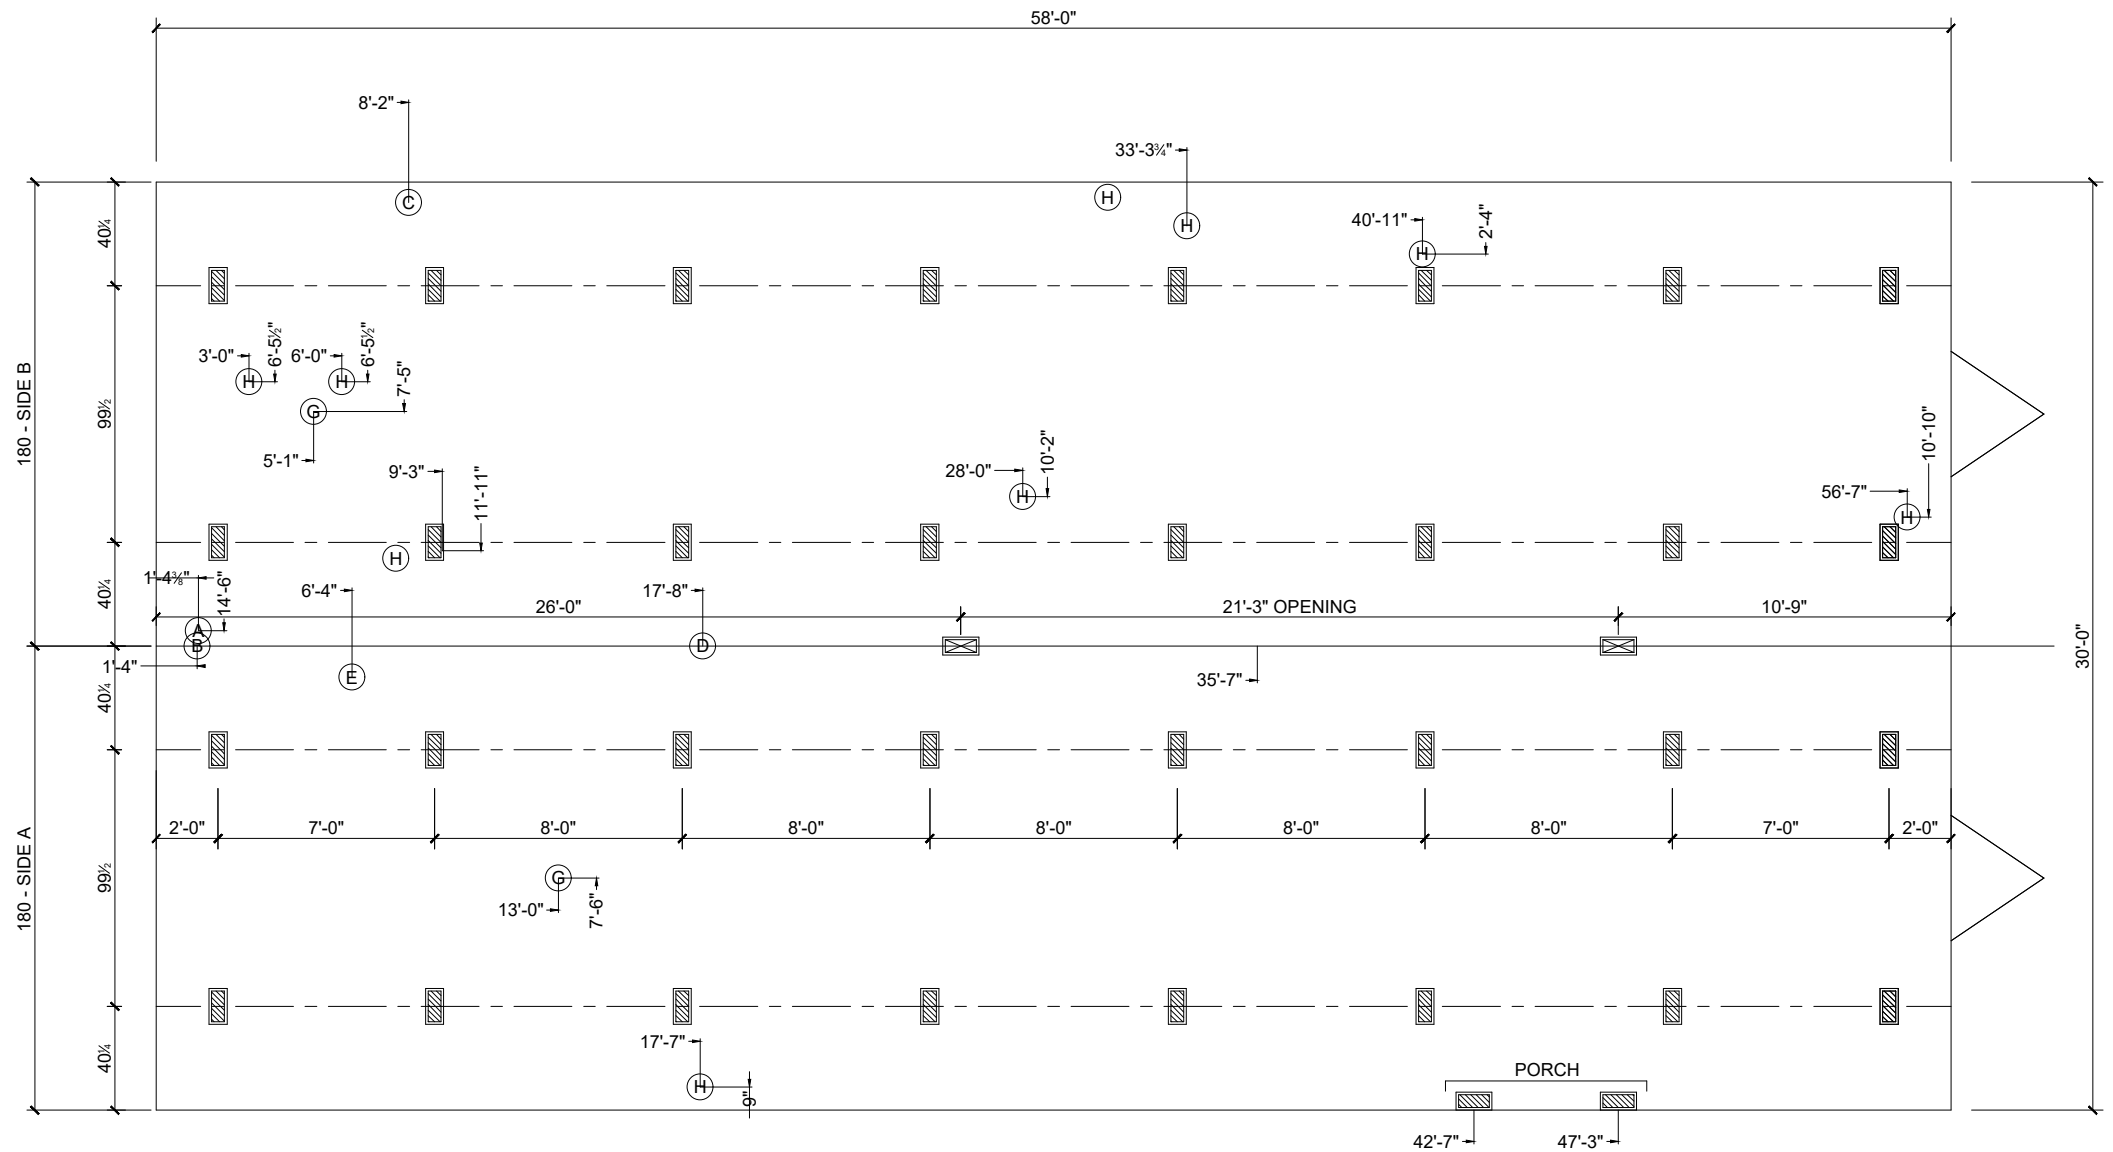 58'-0"
8'-2"
33'-3¾"
C
H
H
40'-11"
2'-4"
H
40¼
3'-0"
6'-5½"
6'-0"
6'-5½"
H
H
7'-5"
G
5'-1"
180 - SIDE B
99½
9'-3"
11'-11"
28'-0"
10'-2"
H
56'-7"
10'-10"
H
H
1'-4⅜"
14'-6"
40¼
6'-4"
17'-8"
26'-0"
21'-3" OPENING
10'-9"
A
B
D
30'-0"
1'-4"
E
35'-7"
40¼
2'-0"
7'-0"
8'-0"
8'-0"
8'-0"
8'-0"
8'-0"
7'-0"
2'-0"
180 - SIDE A
99½
G
13'-0"
7'-6"
17'-7"
H
9"
40¼
PORCH
42'-7"
47'-3"